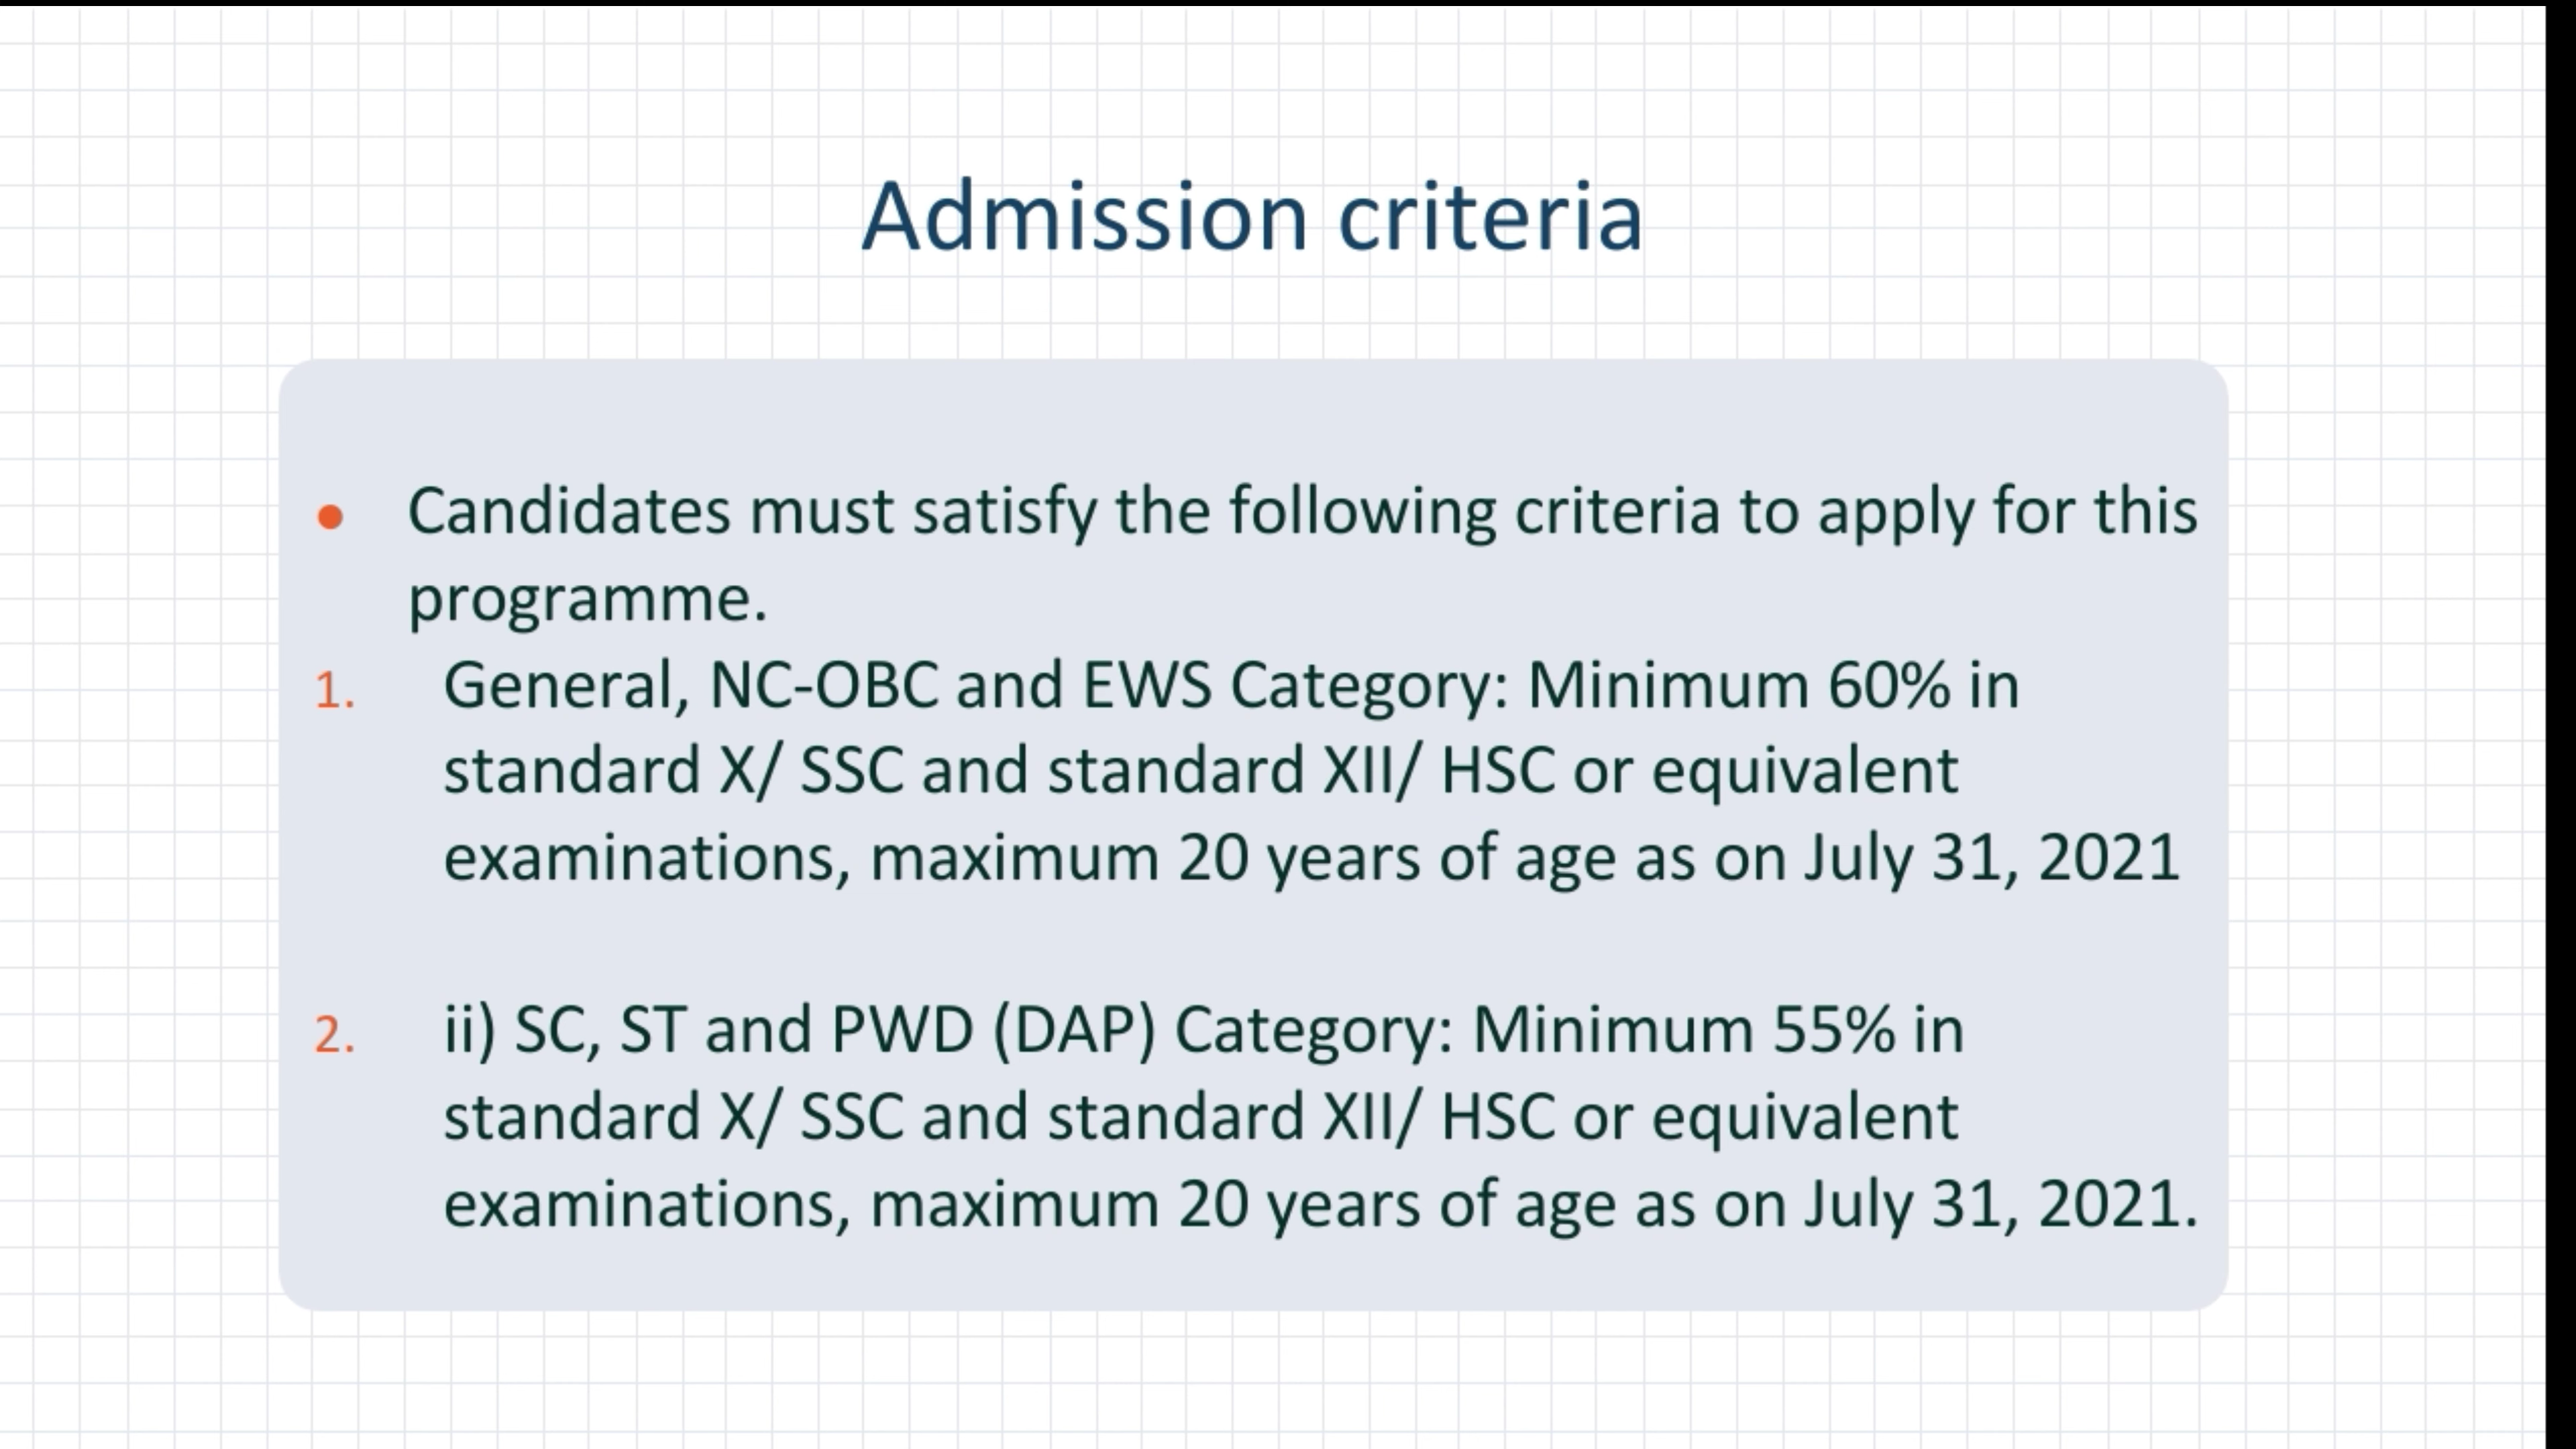 Admission criteria
• Candidates must satisfy the following criteria to apply for this
programme.
1. General, NC-OBC and EWS Category: Minimum 60% in
standard X/ SSC and standard XII/ HSC or equivalent
examinations, maximum 20 years of age as on July 31, 2021
2. ii) SC, ST and PWD (DAP) Category: Minimum 55% in
standard X/ SSC and standard XII/ HSC or equivalent
examinations, maximum 20 years of age as on July 31, 2021.